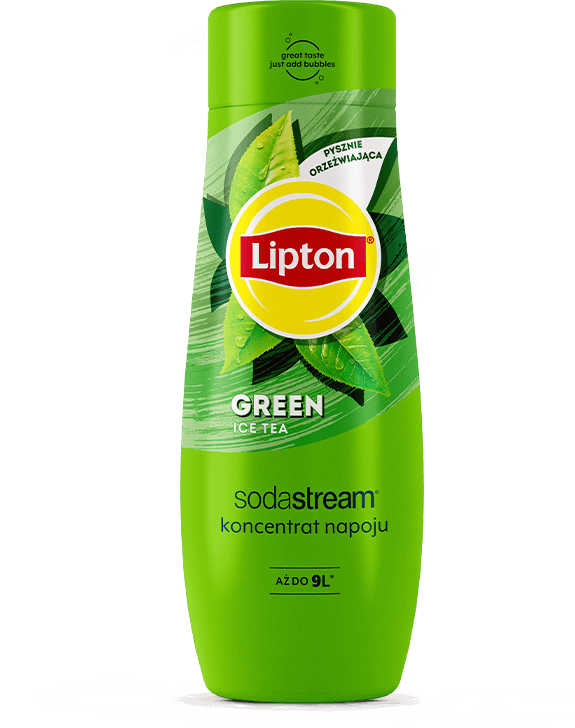 great taste
just add bubbles
PYSZNIE
ORZEŹWIAJĄCA
Lipton®
GREEN
ICE TEA
sodastream®
koncentrat napoju
AŻ DO 9L*